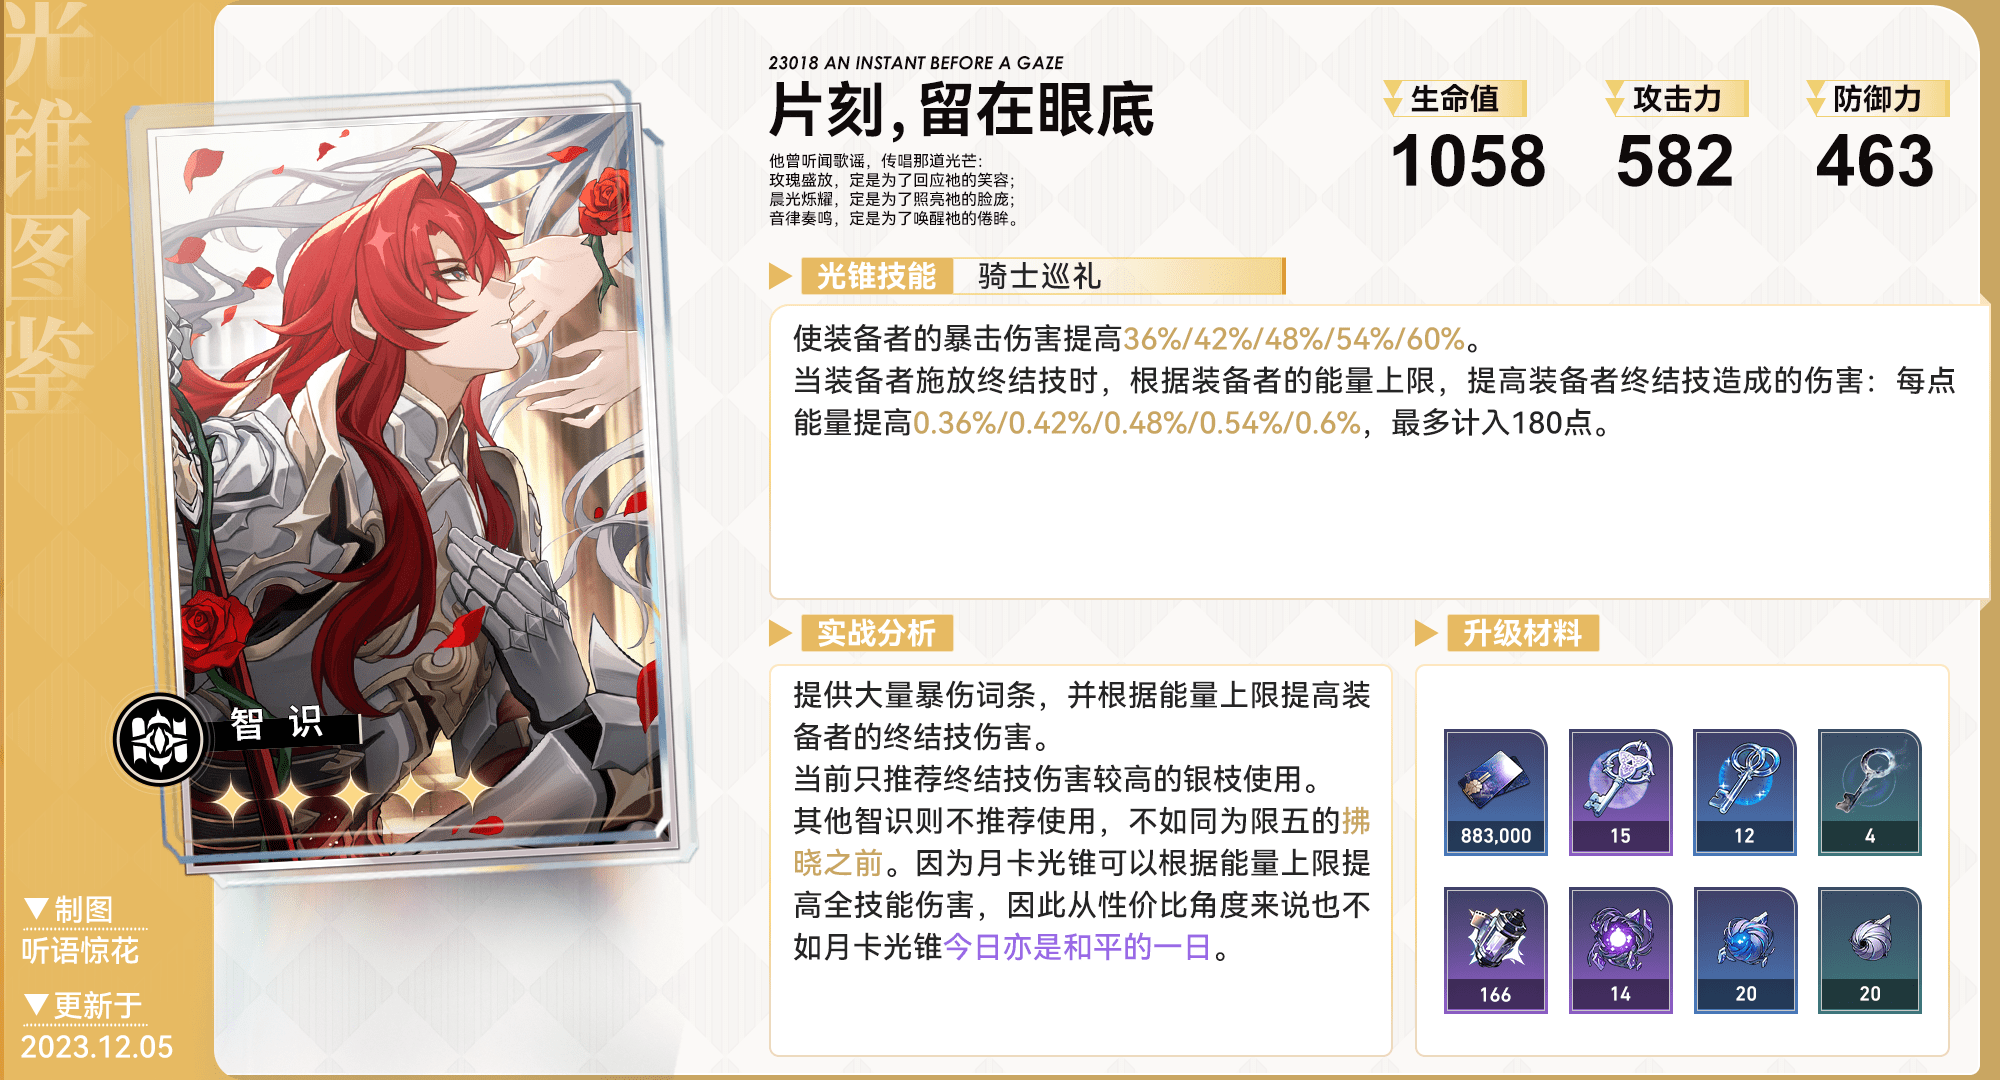 光锥图鉴
23018 AN INSTANT BEFORE A GAZE
片刻，留在眼底
他曾听闻歌谣，传唱那道光芒：
玫瑰盛放，定是为了回应祂的笑容；
晨光烁耀，定是为了照亮祂的脸庞；
音律奏鸣，定是为了唤醒祂的倦眸。
生命值
1058
攻击力
582
防御力
463
光锥技能
骑士巡礼
使装备者的暴击伤害提高36%/42%/48%/54%/60%。
当装备者施放终结技时，根据装备者的能量上限，提高装备者终结技造成的伤害：每点
能量提高0.36%/0.42%/0.48%/0.54%/0.6%，最多计入180点。
智识
实战分析
提供大量暴伤词条，并根据能量上限提高装
备者的终结技伤害。
当前只推荐终结技伤害较高的银枝使用。
其他智识则不推荐使用，不如同为限五的拂
晓之前。因为月卡光锥可以根据能量上限提
高全技能伤害，因此从性价比角度来说也不
如月卡光锥今日亦是和平的一日。
升级材料
883,000
15
12
4
166
14
20
20
▼制图
听语惊花
▼更新于
2023.12.05